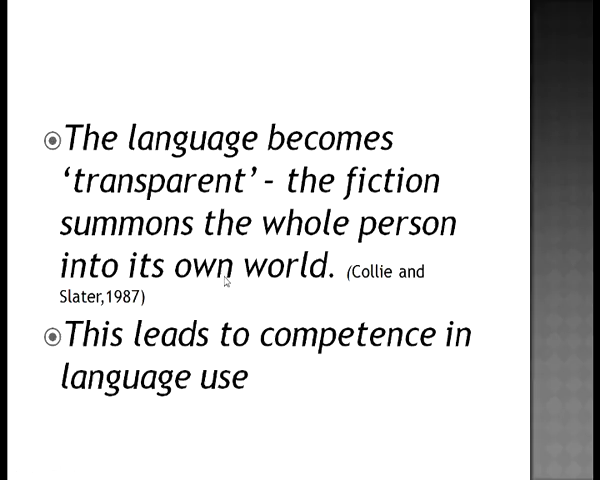 The language becomes
‘transparent’ - the fiction
summons the whole person
into its own world. (Collie and
Slater,1987)
This leads to competence in
language use